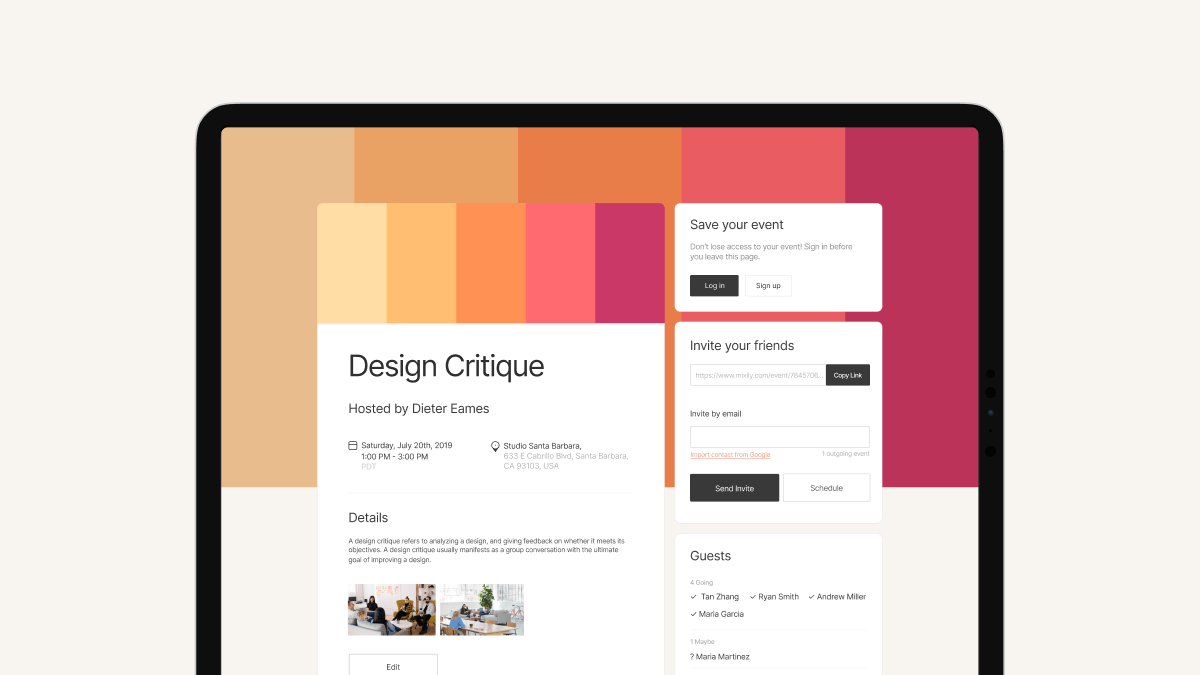 Design Critique
Hosted by Dieter Eames
Saturday, July 20th, 2019
1:00 PM - 3:00 PM
PDT
Studio Santa Barbara,
633 E Cabrillo Blvd, Santa Barbara,
CA 93103, USA
Details
A design critique refers to analyzing a design, and giving feedback on whether it meets its
objectives. A design critique usually manifests as a group conversation with the ultimate
goal of improving a design.
Edit
Save your event
Don't lose access to your event! Sign in before
you leave this page.
Log in
Sign up
Invite your friends
https://www.mixily.com/event/7845708...
Copy Link
Invite by email
Import contact from Google
1 outgoing event
Send Invite
Schedule
Guests
4 Going
Tan Zhang
Ryan Smith
Andrew Miller
Maria Garcia
1 Maybe
? Maria Martinez